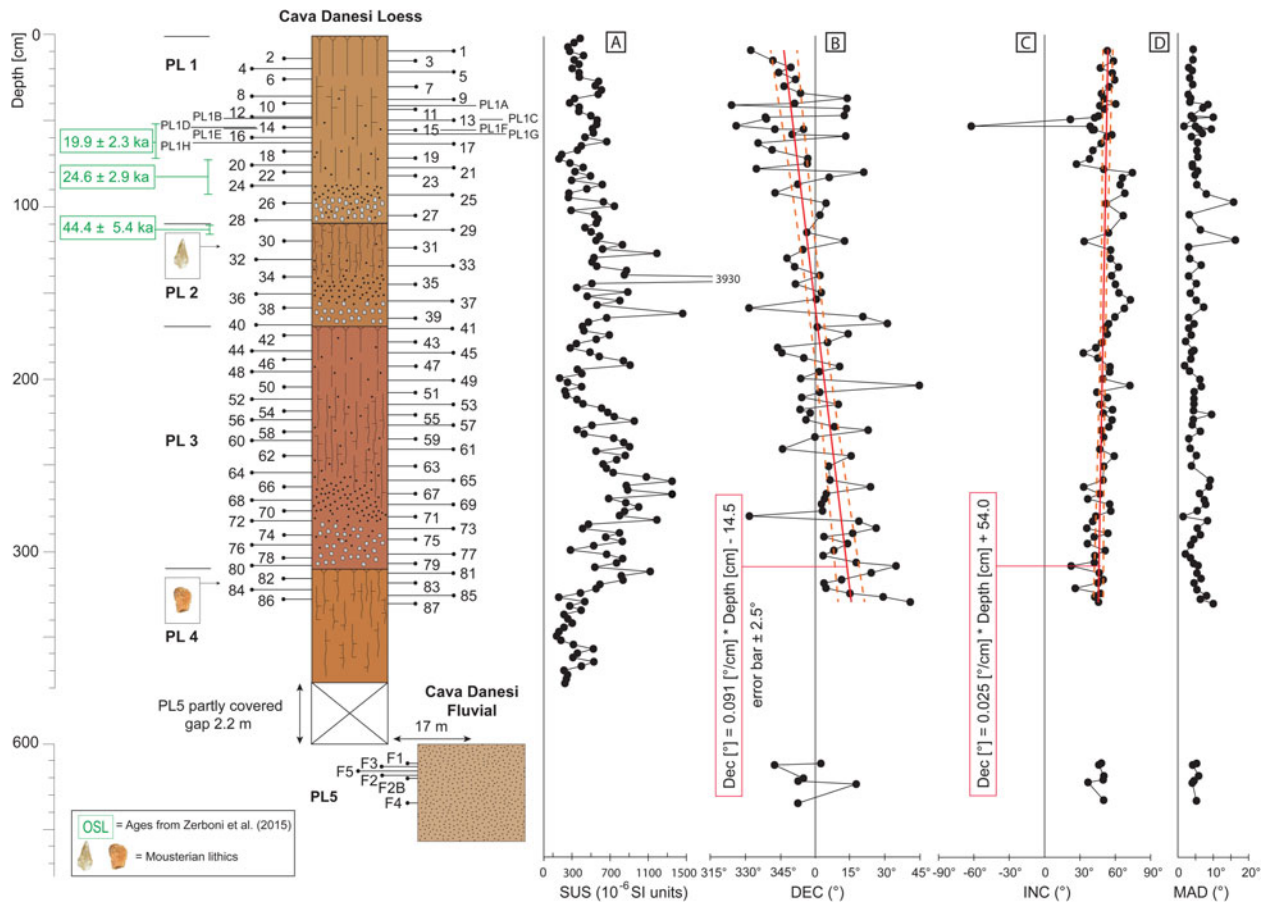 Cava Danesi Loess
Depth [cm]
0
100
200
300
600
PL 1
PL 2
PL 3
PL 4
PL5
19.9 ± 2.3 ka
24.6 ± 2.9 ka
44.4 ± 5.4 ka
2
4
6
8
10
12
14
16
18
20
22
24
26
28
30
32
34
36
38
40
42
44
46
48
50
52
54
56
58
60
62
64
66
68
70
72
74
76
78
80
82
84
86
PL1B
PL1D
PL1E
PL1H
1
3
5
7
9
11
13
15
17
19
21
23
25
27
29
31
33
35
37
39
41
43
45
47
49
51
53
55
57
59
61
63
65
67
69
71
73
75
77
79
81
83
85
87
PL1A
PL1C
PL1F
PL1G
PL5 partly covered
gap 2.2 m
Cava Danesi
Fluvial
17 m
F1
F3
F5
F2
F2B
F4
OSL = Ages from Zerboni et al. (2015)
= Mousterian lithics
A
B
C
D
3930
Dec [°] = 0.091 [°/cm] * Depth [cm] - 14.5
error bar ± 2.5°
Dec [°] = 0.025 [°/cm] * Depth [cm] + 54.0
0 300 700 1100 1500
SUS (10⁻⁶ SI units)
315° 330° 345° 0 15° 30° 45°
DEC (°)
-90° -60° -30° 0 30° 60° 90°
INC (°)
0 10° 20°
MAD (°)